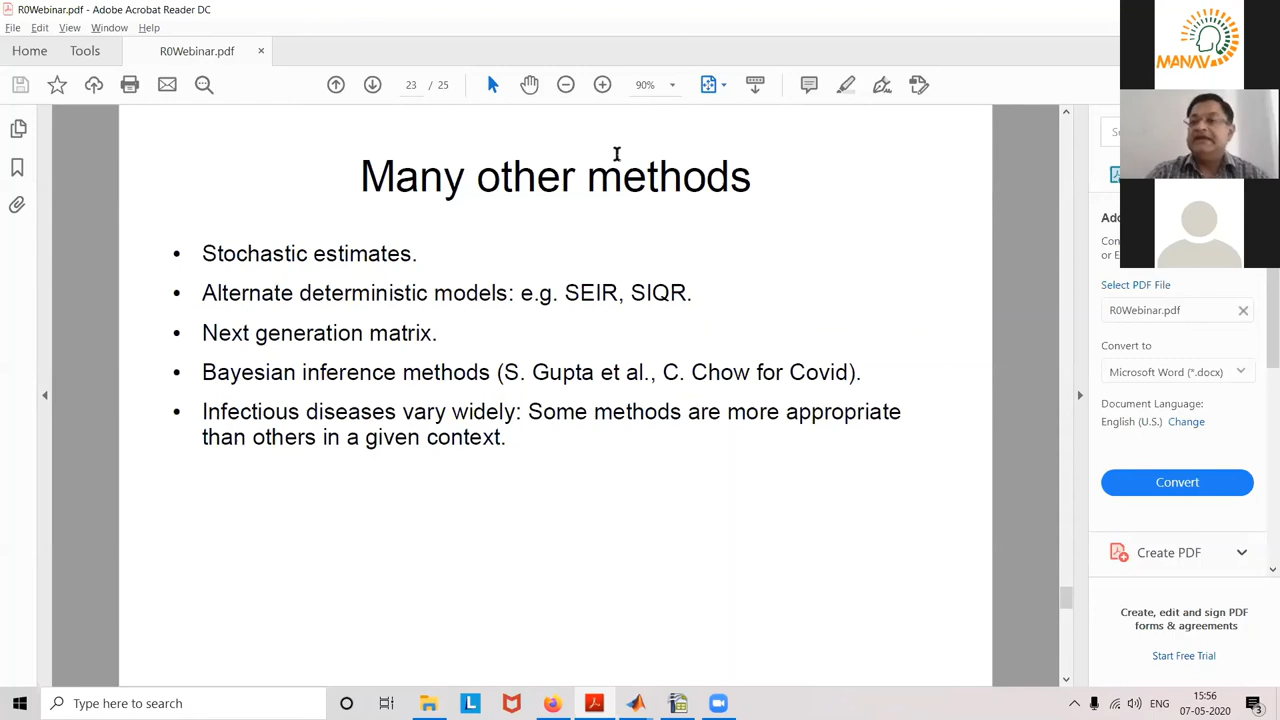 R0Webinar.pdf - Adobe Acrobat Reader DC
File Edit View Window Help
Home Tools R0Webinar.pdf ×
23 / 25 90%
MANAV
Many other methods
• Stochastic estimates.
• Alternate deterministic models: e.g. SEIR, SIQR.
• Next generation matrix.
• Bayesian inference methods (S. Gupta et al., C. Chow for Covid).
• Infectious diseases vary widely: Some methods are more appropriate
than others in a given context.
Select PDF File
R0Webinar.pdf
Convert to
Microsoft Word (*.docx)
Document Language:
English (U.S.) Change
Convert
Create PDF
Create, edit and sign PDF
forms & agreements
Start Free Trial
Type here to search
15:56
07-05-2020
3